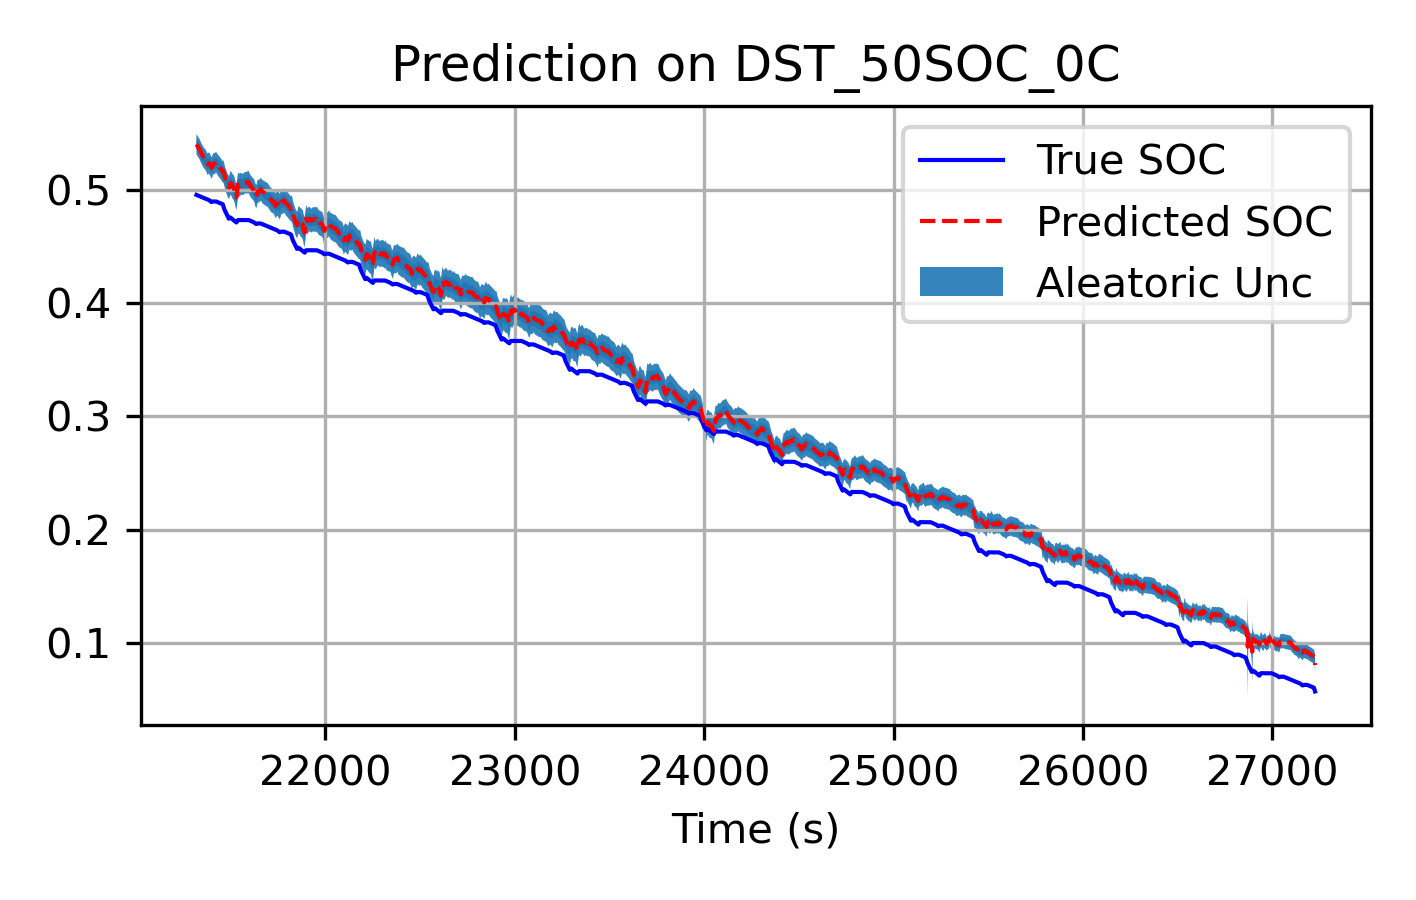 Prediction on DST_50SOC_0C
True SOC
Predicted SOC
Aleatoric Unc
0.5
0.4
0.3
0.2
0.1
22000 23000 24000 25000 26000 27000
Time (s)